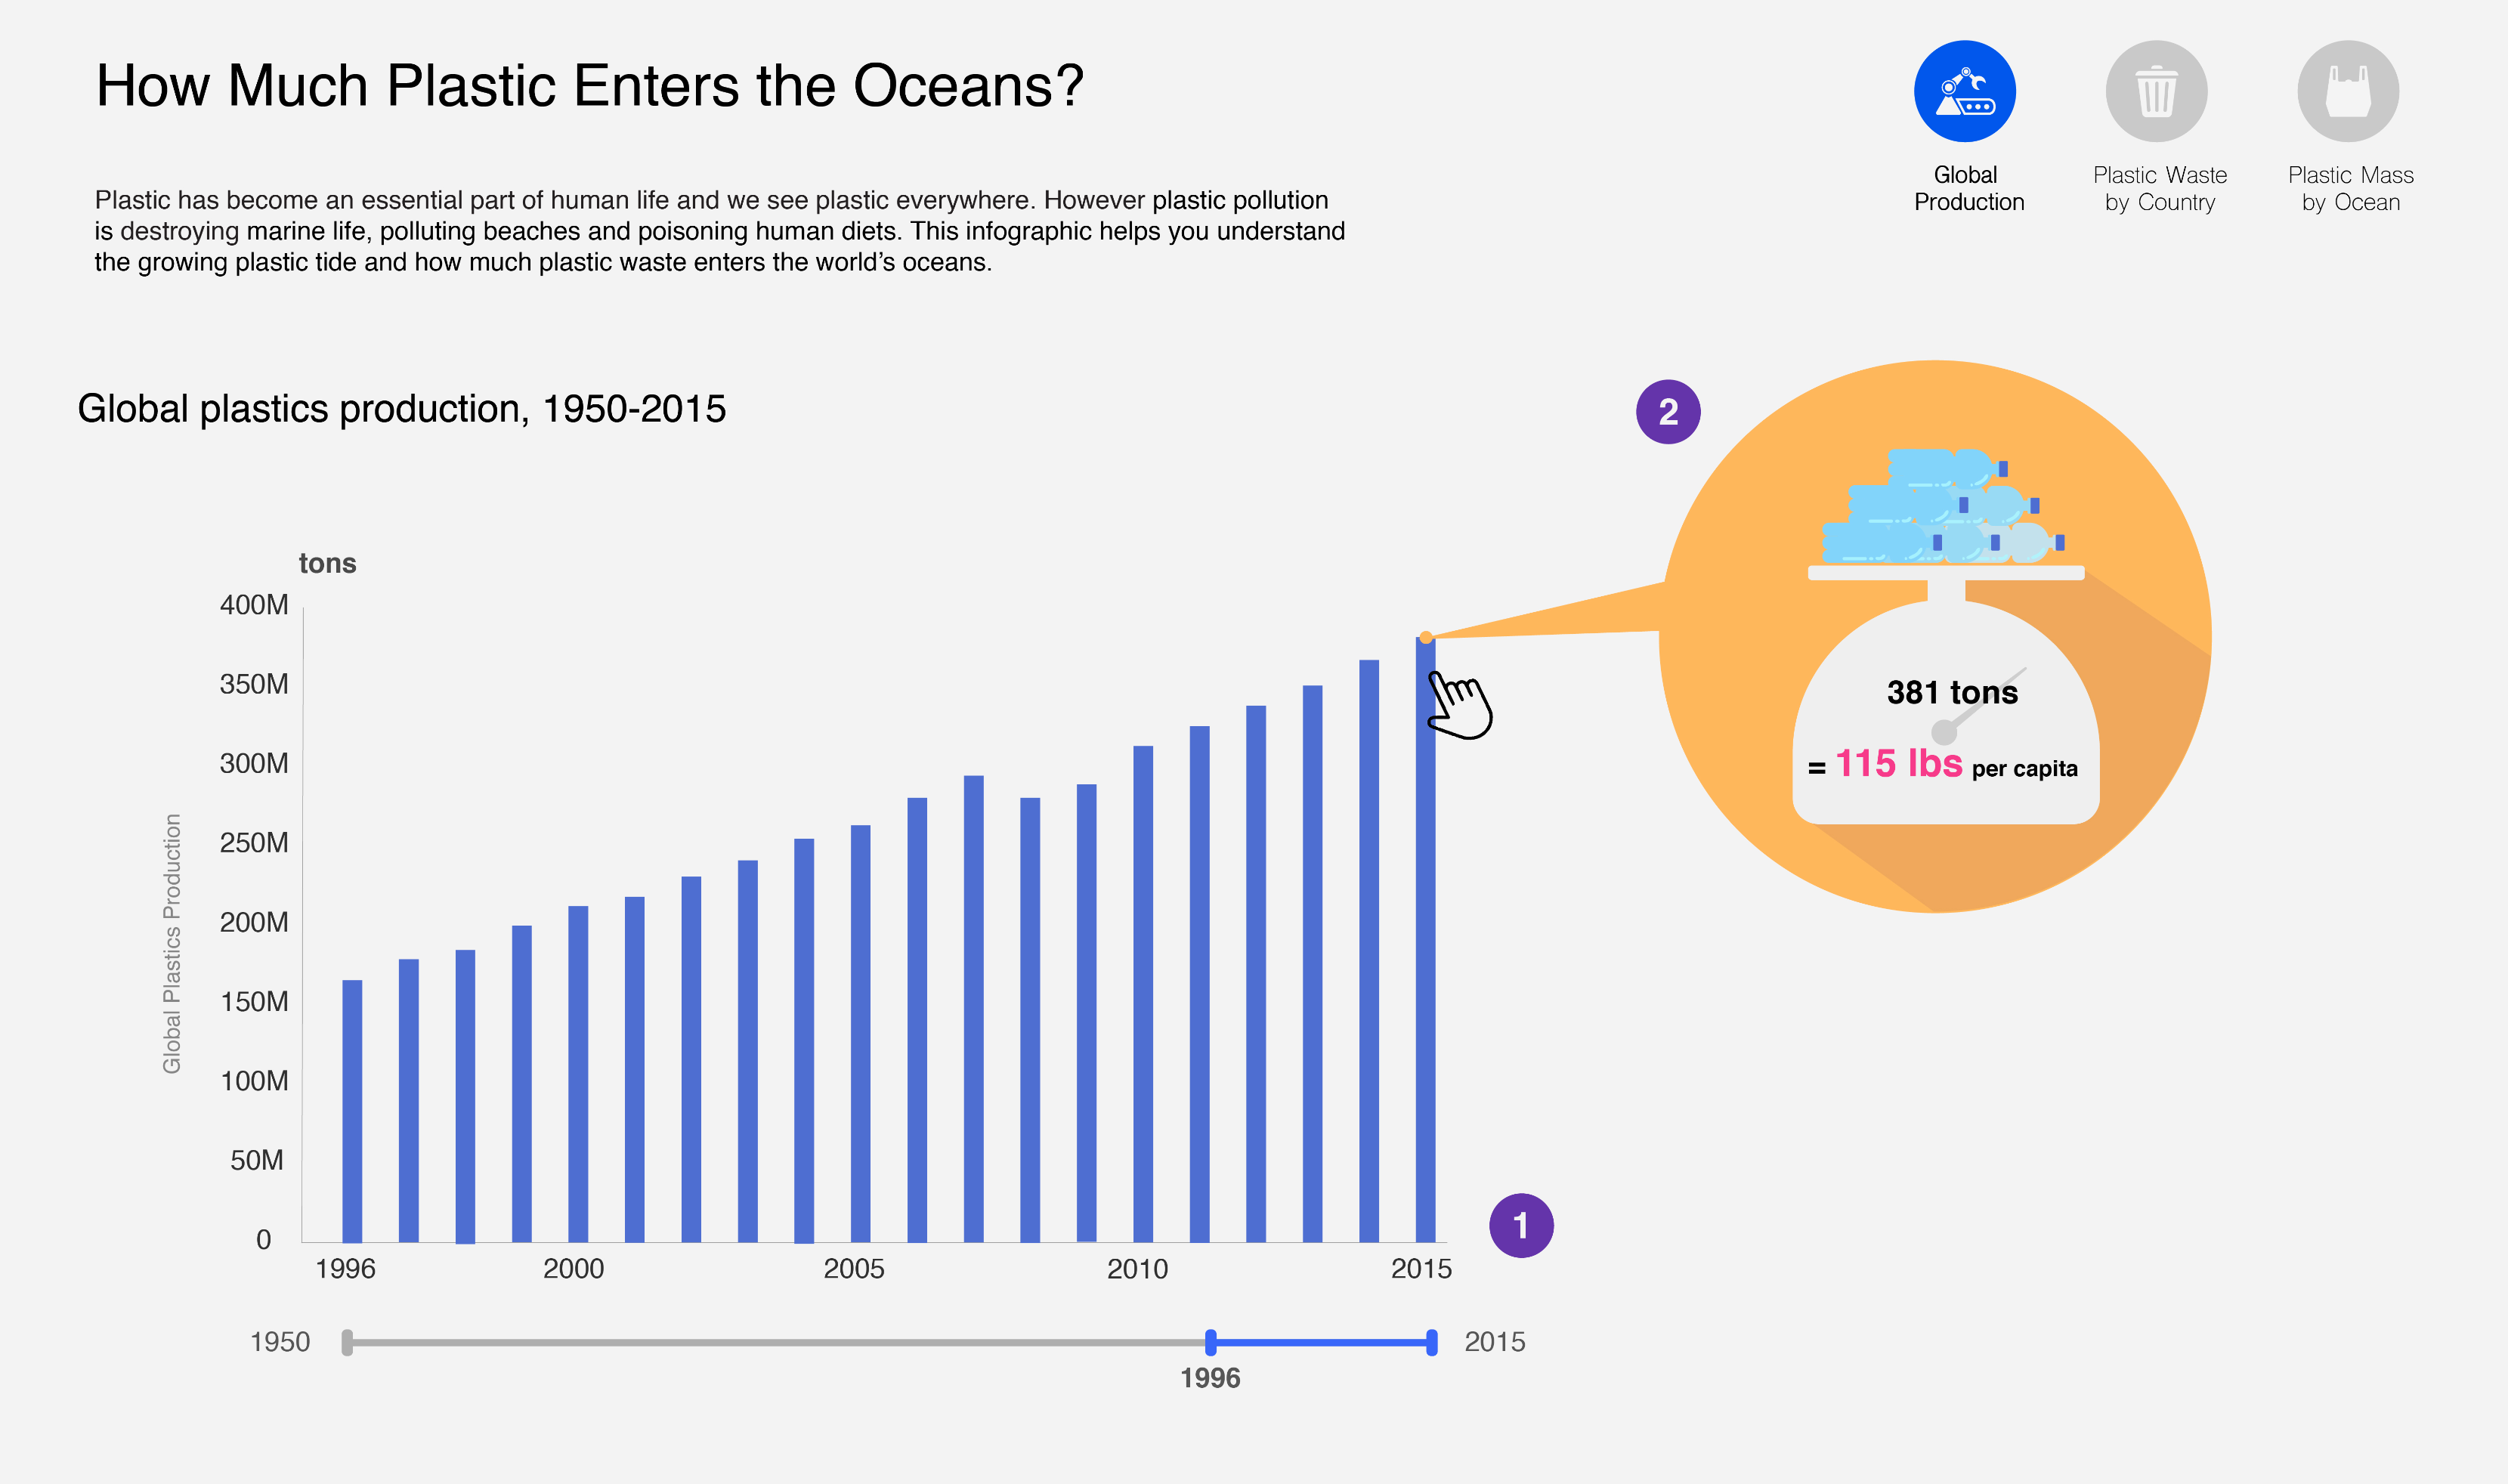 How Much Plastic Enters the Oceans?
Global
Production
Plastic Waste
by Country
Plastic Mass
by Ocean
Plastic has become an essential part of human life and we see plastic everywhere. However plastic pollution
is destroying marine life, polluting beaches and poisoning human diets. This infographic helps you understand
the growing plastic tide and how much plastic waste enters the world’s oceans.
Global plastics production, 1950-2015
2
tons
400M
350M
300M
250M
200M
150M
100M
50M
0
Global Plastics Production
381 tons
= 115 lbs per capita
1
1996
2000
2005
2010
2015
1950
2015
1996